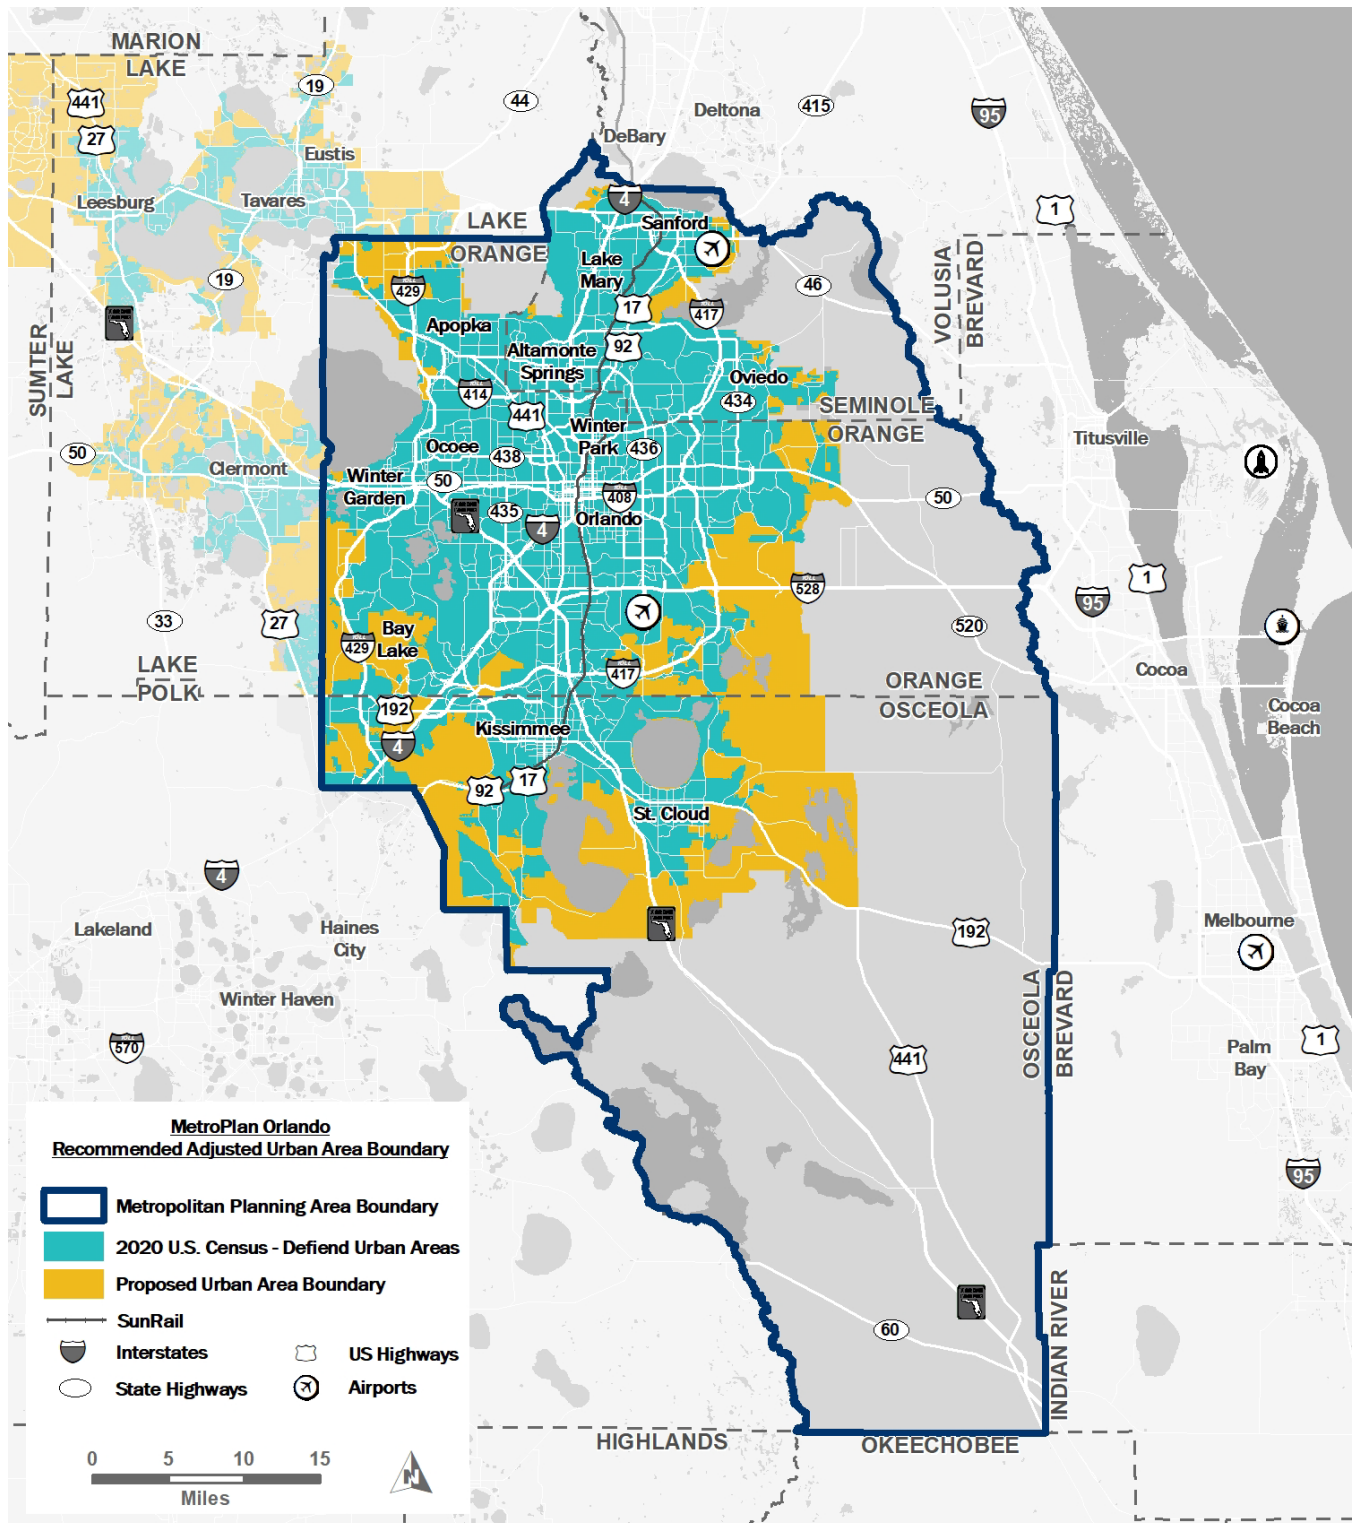 MARION
LAKE
19
441
27
44
Deltona
415
95
DeBary
Eustis
Leesburg
Tavares
LAKE
ORANGE
4
Sanford
1
19
Lake
Mary
429
46
17
417
VOLUSIA
BREVARD
SUMTER
LAKE
Apopka
Altamonte
Springs
92
Oviedo
414
434
441
SEMINOLE
ORANGE
50
Clermont
Ocoee
438
Winter
Park
436
Titusville
Winter
Garden
50
408
50
435
4
Orlando
528
95
1
33
27
Bay
Lake
429
520
417
LAKE
POLK
ORANGE
OSCEOLA
Cocoa
192
Kissimmee
4
Cocoa
Beach
92
17
St. Cloud
4
Lakeland
Haines
City
192
Melbourne
Winter Haven
OSCEOLA
BREVARD
570
441
1
Palm
Bay
95
60
INDIAN RIVER
HIGHLANDS
OKEECHOBEE
MetroPlan Orlando
Recommended Adjusted Urban Area Boundary
Metropolitan Planning Area Boundary
2020 U.S. Census - Defiend Urban Areas
Proposed Urban Area Boundary
SunRail
Interstates
US Highways
State Highways
Airports
0 5 10 15
Miles
N